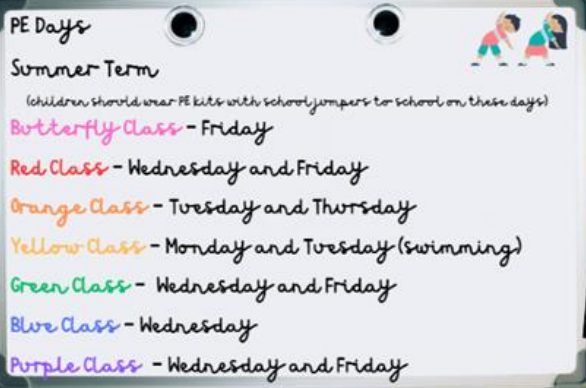 PE Days
Summer Term
(children should wear PE kits with school jumpers to school on these days)
Butterfly Class - Friday
Red Class - Wednesday and Friday
Orange Class - Tuesday and Thursday
Yellow Class - Monday and Tuesday (swimming)
Green Class - Wednesday and Friday
Blue Class - Wednesday
Purple Class - Wednesday and Friday